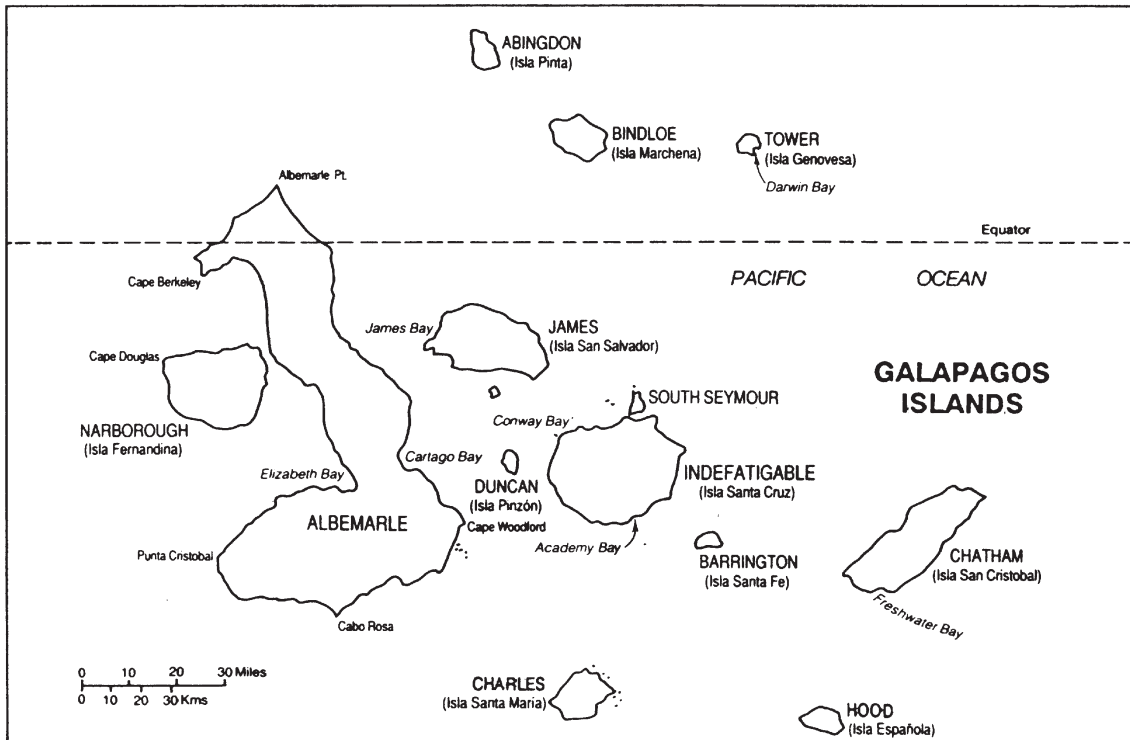 ABINGDON
(Isla Pinta)
BINDLOE
(Isla Marchena)
TOWER
(Isla Genovesa)
Darwin Bay
Albemarle Pt.
Equator
Cape Berkeley
PACIFIC OCEAN
James Bay
JAMES
(Isla San Salvador)
Cape Douglas
GALAPAGOS
ISLANDS
NARBOROUGH
(Isla Fernandina)
SOUTH SEYMOUR
Conway Bay
Elizabeth Bay
Cartago Bay
DUNCAN
(Isla Pinzón)
INDEFATIGABLE
(Isla Santa Cruz)
ALBEMARLE
Cape Woodford
Academy Bay
Punta Cristobal
BARRINGTON
(Isla Santa Fe)
CHATHAM
(Isla San Cristobal)
Freshwater Bay
Cabo Rosa
0 10 20 30 Miles
0 10 20 30 Kms
CHARLES
(Isla Santa Maria)
HOOD
(Isla Española)